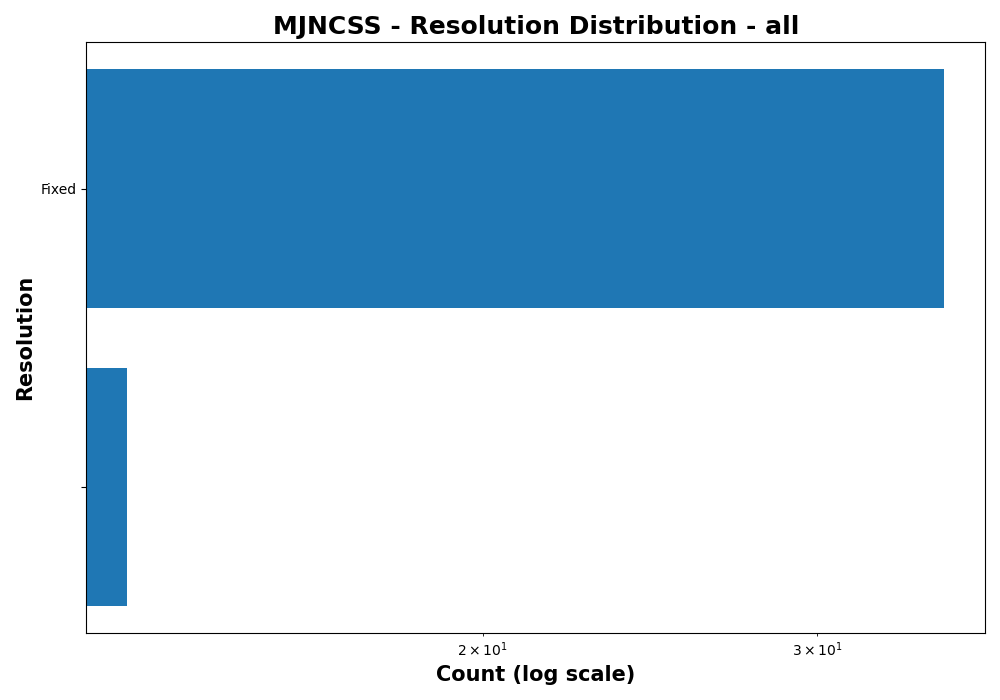 MJNCSS - Resolution Distribution - all
Resolution
Fixed
2 × 10¹
3 × 10¹
Count (log scale)